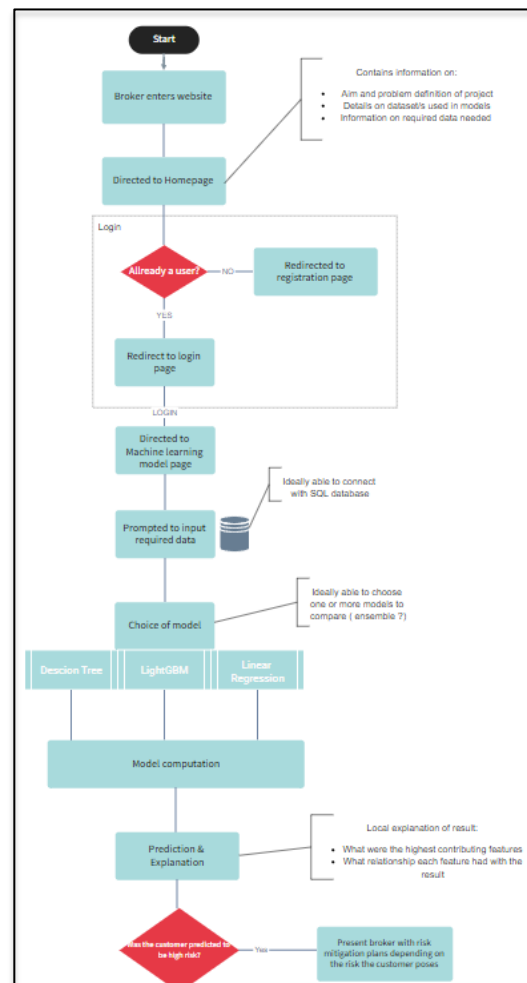 Start
Broker enters website
Contains information on:
Aim and problem definition of project
Details on dataset/s used in models
Information on required data needed
Directed to Homepage
Login
Allready a user?
NO
Redirected to
registration page
YES
Redirect to login
page
LOGIN
Directed to
Machine learning
model page
Ideally able to connect
with SQL database
Prompted to input
required data
Ideally able to choose
one or more models to
compare ( ensemble ?)
Choice of model
Descion Tree
LightGBM
Linear
Regression
Model computation
Local explanation of result:
What were the highest contributing features
What relationship each feature had with the
result
Prediction &
Explanation
Was the customer predicted to
be high risk?
Yes
Present broker with risk
mitigation plans depending on
the risk the customer poses